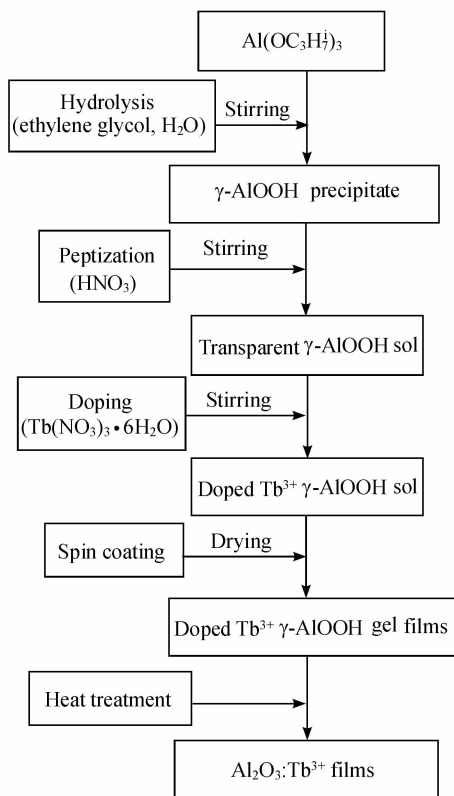 Al(OC₃H₇ⁱ)₃
Hydrolysis
(ethylene glycol, H₂O)
Stirring
γ-AlOOH precipitate
Peptization
(HNO₃)
Stirring
Transparent γ-AlOOH sol
Doping
(Tb(NO₃)₃•6H₂O)
Stirring
Doped Tb³⁺ γ-AlOOH sol
Spin coating
Drying
Doped Tb³⁺ γ-AlOOH gel films
Heat treatment
Al₂O₃:Tb³⁺ films